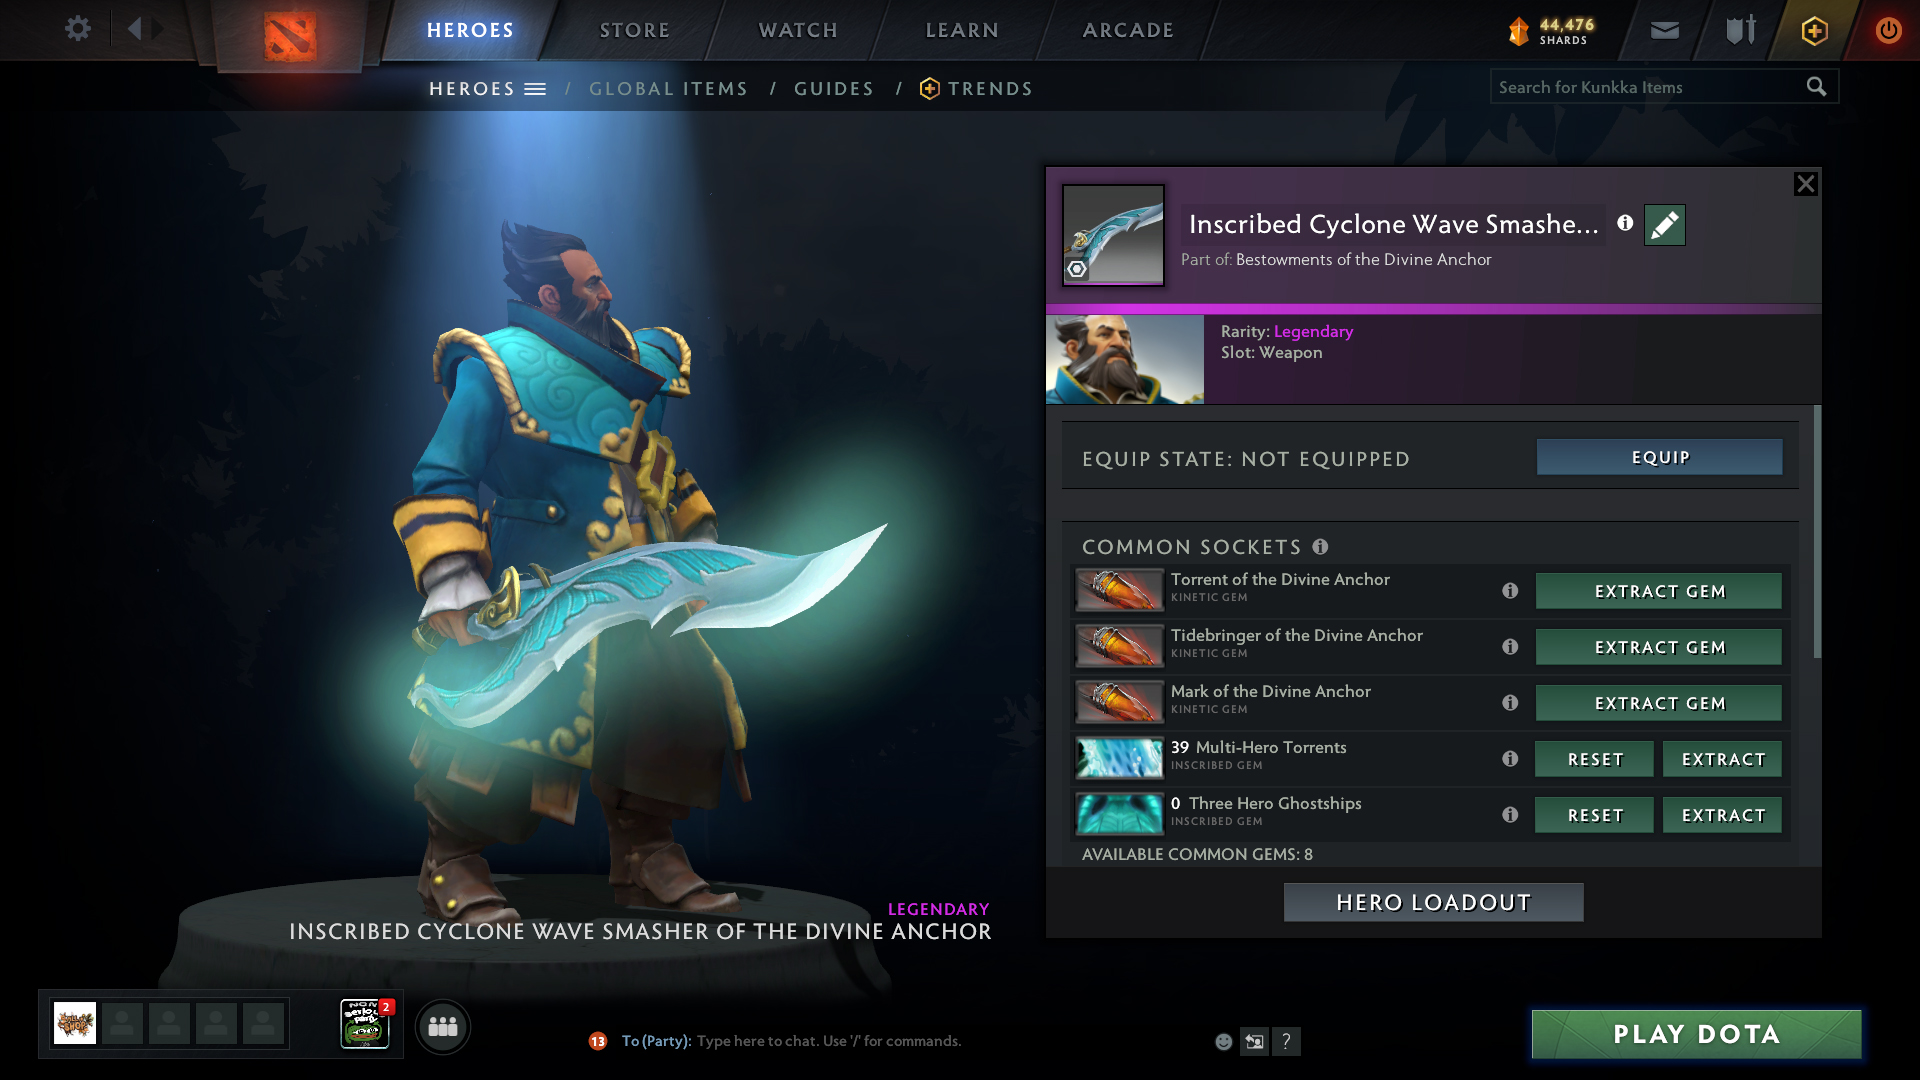 HEROES
STORE
WATCH
LEARN
ARCADE
44,476
SHARDS
HEROES / GLOBAL ITEMS / GUIDES / TRENDS
Search for Kunkka Items
Inscribed Cyclone Wave Smashe...
Part of: Bestowments of the Divine Anchor
Rarity: Legendary
Slot: Weapon
EQUIP STATE: NOT EQUIPPED
EQUIP
COMMON SOCKETS
Torrent of the Divine Anchor
KINETIC GEM
EXTRACT GEM
Tidebringer of the Divine Anchor
KINETIC GEM
EXTRACT GEM
Mark of the Divine Anchor
KINETIC GEM
EXTRACT GEM
39 Multi-Hero Torrents
INSCRIBED GEM
RESET
EXTRACT
0 Three Hero Ghostships
INSCRIBED GEM
RESET
EXTRACT
AVAILABLE COMMON GEMS: 8
HERO LOADOUT
LEGENDARY
INSCRIBED CYCLONE WAVE SMASHER OF THE DIVINE ANCHOR
2
13
To (Party): Type here to chat. Use '/' for commands.
?
PLAY DOTA